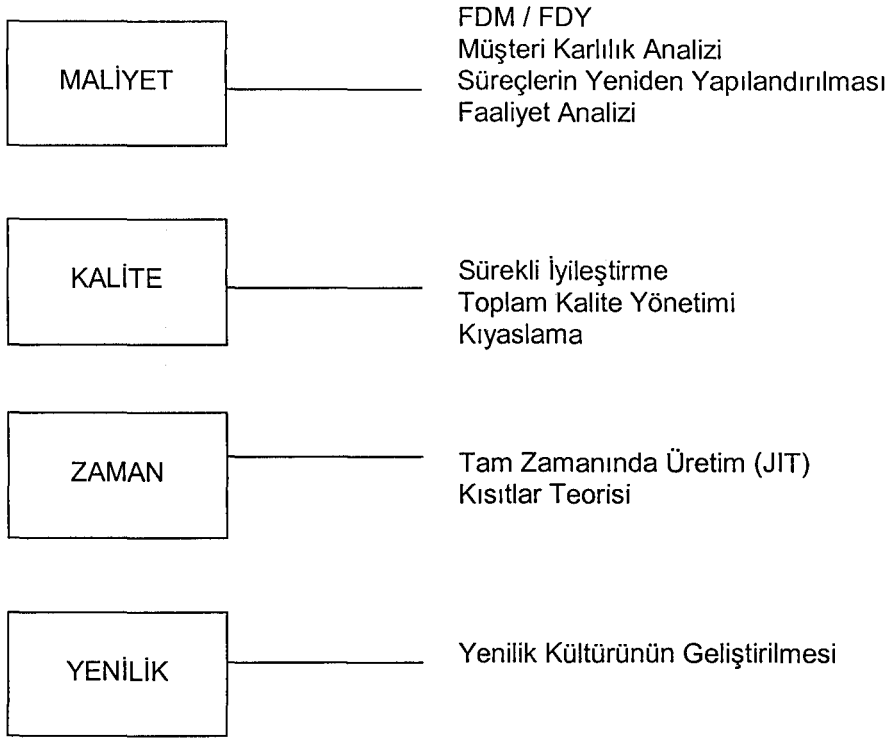 MALİYET
FDM / FDY
Müşteri Karlılık Analizi
Süreçlerin Yeniden Yapılandırılması
Faaliyet Analizi
KALİTE
Sürekli İyileştirme
Toplam Kalite Yönetimi
Kıyaslama
ZAMAN
Tam Zamanında Üretim (JIT)
Kısıtlar Teorisi
YENİLİK
Yenilik Kültürünün Geliştirilmesi